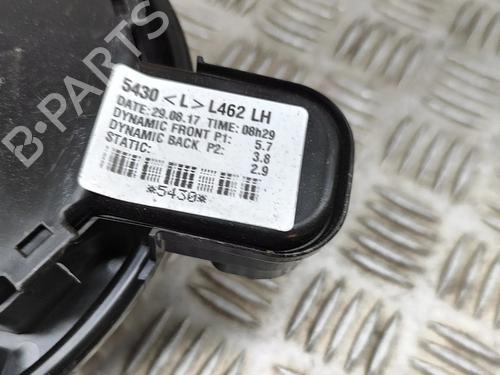 5430 <L> L462 LH
DATE: 29.08.17 TIME: 08h29
DYNAMIC FRONT P1: 5.7
DYNAMIC BACK P2: 3.8
STATIC: 2.9
*5430*